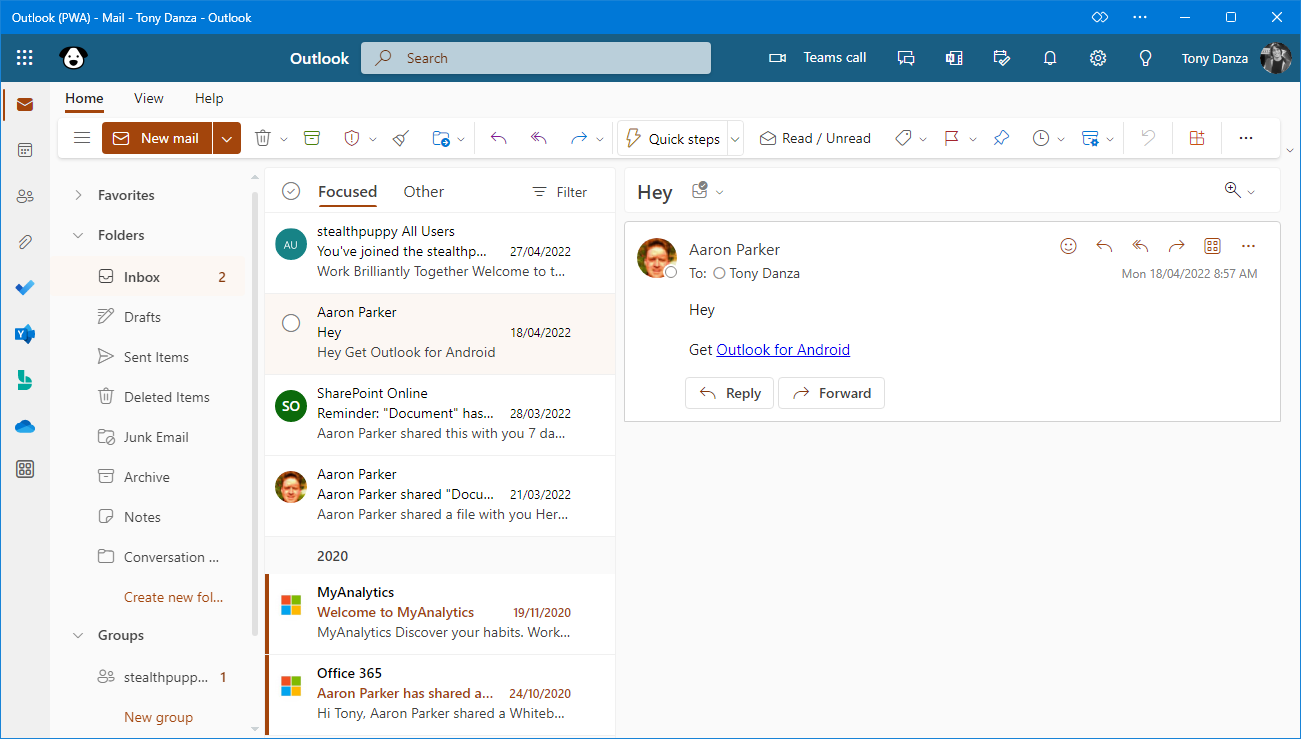 Outlook (PWA) - Mail - Tony Danza - Outlook
Outlook
Search
Teams call
Tony Danza
Home View Help
New mail
Quick steps
Read / Unread
Favorites
Folders
Inbox 2
Drafts
Sent Items
Deleted Items
Junk Email
Archive
Notes
Conversation ...
Create new fol...
Groups
stealthpupp... 1
New group
Focused Other Filter
AU
stealthpuppy All Users
You've joined the stealthp... 27/04/2022
Work Brilliantly Together Welcome to t...
Aaron Parker
Hey 18/04/2022
Hey Get Outlook for Android
SO
SharePoint Online
Reminder: "Document" has... 28/03/2022
Aaron Parker shared this with you 7 da...
Aaron Parker
Aaron Parker shared "Docu... 21/03/2022
Aaron Parker shared a file with you Her...
2020
MyAnalytics
Welcome to MyAnalytics 19/11/2020
MyAnalytics Discover your habits. Work...
Office 365
Aaron Parker has shared a... 24/10/2020
Hi Tony, Aaron Parker shared a Whiteb...
Hey
Aaron Parker
To: Tony Danza
Mon 18/04/2022 8:57 AM
Hey
Get Outlook for Android
Reply
Forward